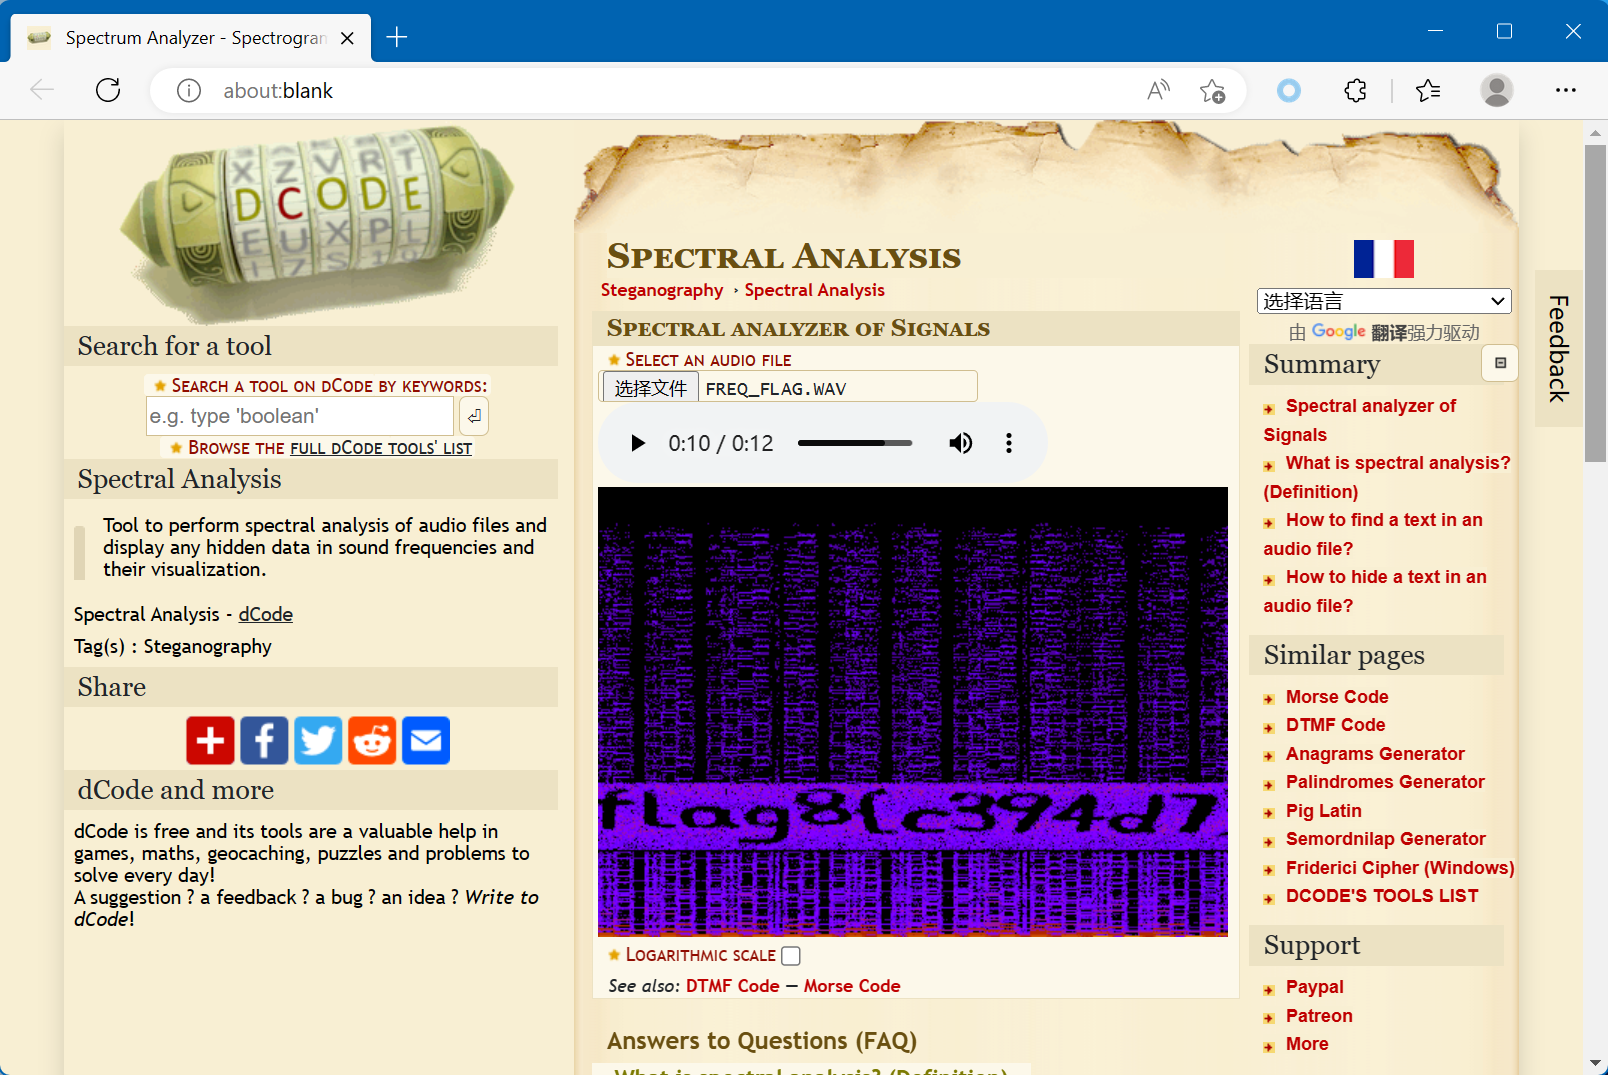 Spectrum Analyzer - Spectrogran
about:blank
XZVRT
DCODE
EUXPL
Search for a tool
SEARCH A TOOL ON DCODE BY KEYWORDS:
e.g. type 'boolean'
BROWSE THE FULL DCODE TOOLS' LIST
Spectral Analysis
Tool to perform spectral analysis of audio files and
display any hidden data in sound frequencies and
their visualization.
Spectral Analysis - dCode
Tag(s) : Steganography
Share
dCode and more
dCode is free and its tools are a valuable help in
games, maths, geocaching, puzzles and problems to
solve every day!
A suggestion ? a feedback ? a bug ? an idea ? Write to
dCode!
SPECTRAL ANALYSIS
Steganography › Spectral Analysis
SPECTRAL ANALYZER OF SIGNALS
SELECT AN AUDIO FILE
选择文件 FREQ_FLAG.WAV
0:10 / 0:12
flag8{c394d7
LOGARITHMIC SCALE
See also: DTMF Code — Morse Code
Answers to Questions (FAQ)
What is spectral analysis? (Definition)
选择语言
由 Google 翻译强力驱动
Summary
Spectral analyzer of
Signals
What is spectral analysis?
(Definition)
How to find a text in an
audio file?
How to hide a text in an
audio file?
Similar pages
Morse Code
DTMF Code
Anagrams Generator
Palindromes Generator
Pig Latin
Semordnilap Generator
Friderici Cipher (Windows)
DCODE'S TOOLS LIST
Support
Paypal
Patreon
More
Feedback